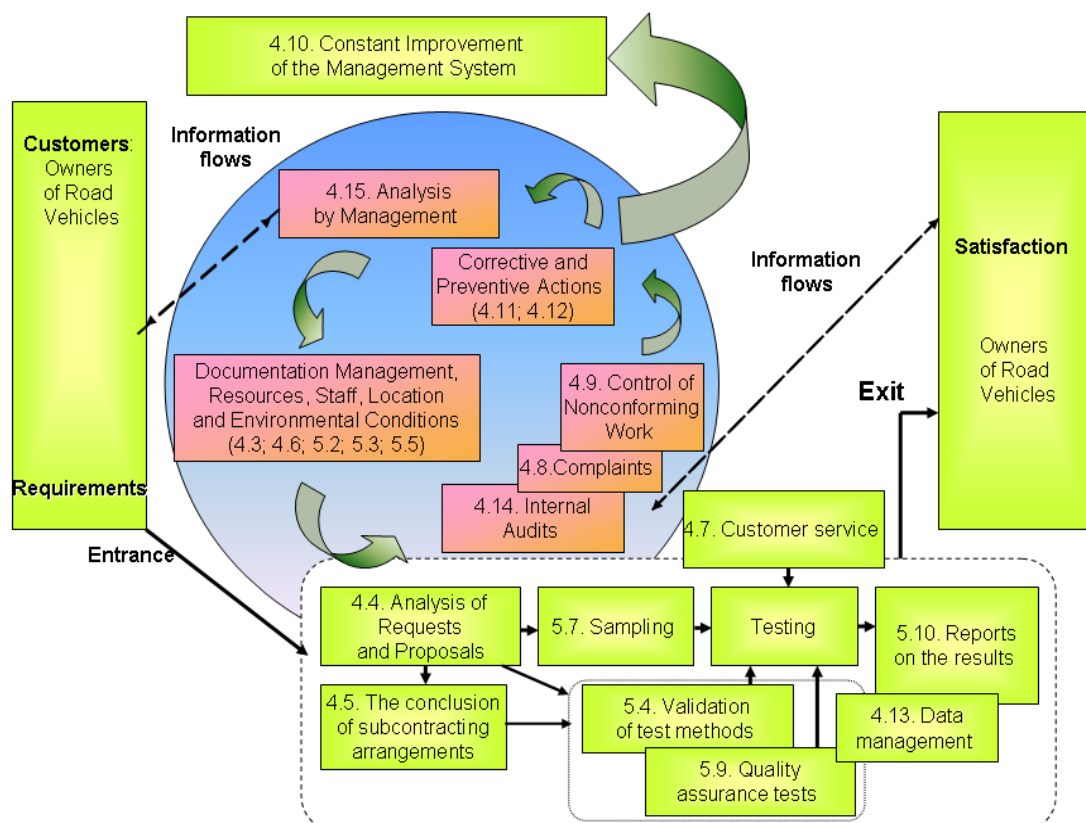 4.10. Constant Improvement
of the Management System
Customers:
Owners
of Road
Vehicles
Requirements
Information
flows
4.15. Analysis
by Management
Corrective and
Preventive Actions
(4.11; 4.12)
Documentation Management,
Resources, Staff, Location
and Environmental Conditions
(4.3; 4.6; 5.2; 5.3; 5.5)
4.9. Control of
Nonconforming
Work
4.8.Complaints
4.14. Internal
Audits
Information
flows
Satisfaction
Owners
of Road
Vehicles
Exit
Entrance
4.7. Customer service
4.4. Analysis of
Requests
and Proposals
5.7. Sampling
Testing
5.10. Reports
on the results
4.5. The conclusion
of subcontracting
arrangements
5.4. Validation
of test methods
4.13. Data
management
5.9. Quality
assurance tests